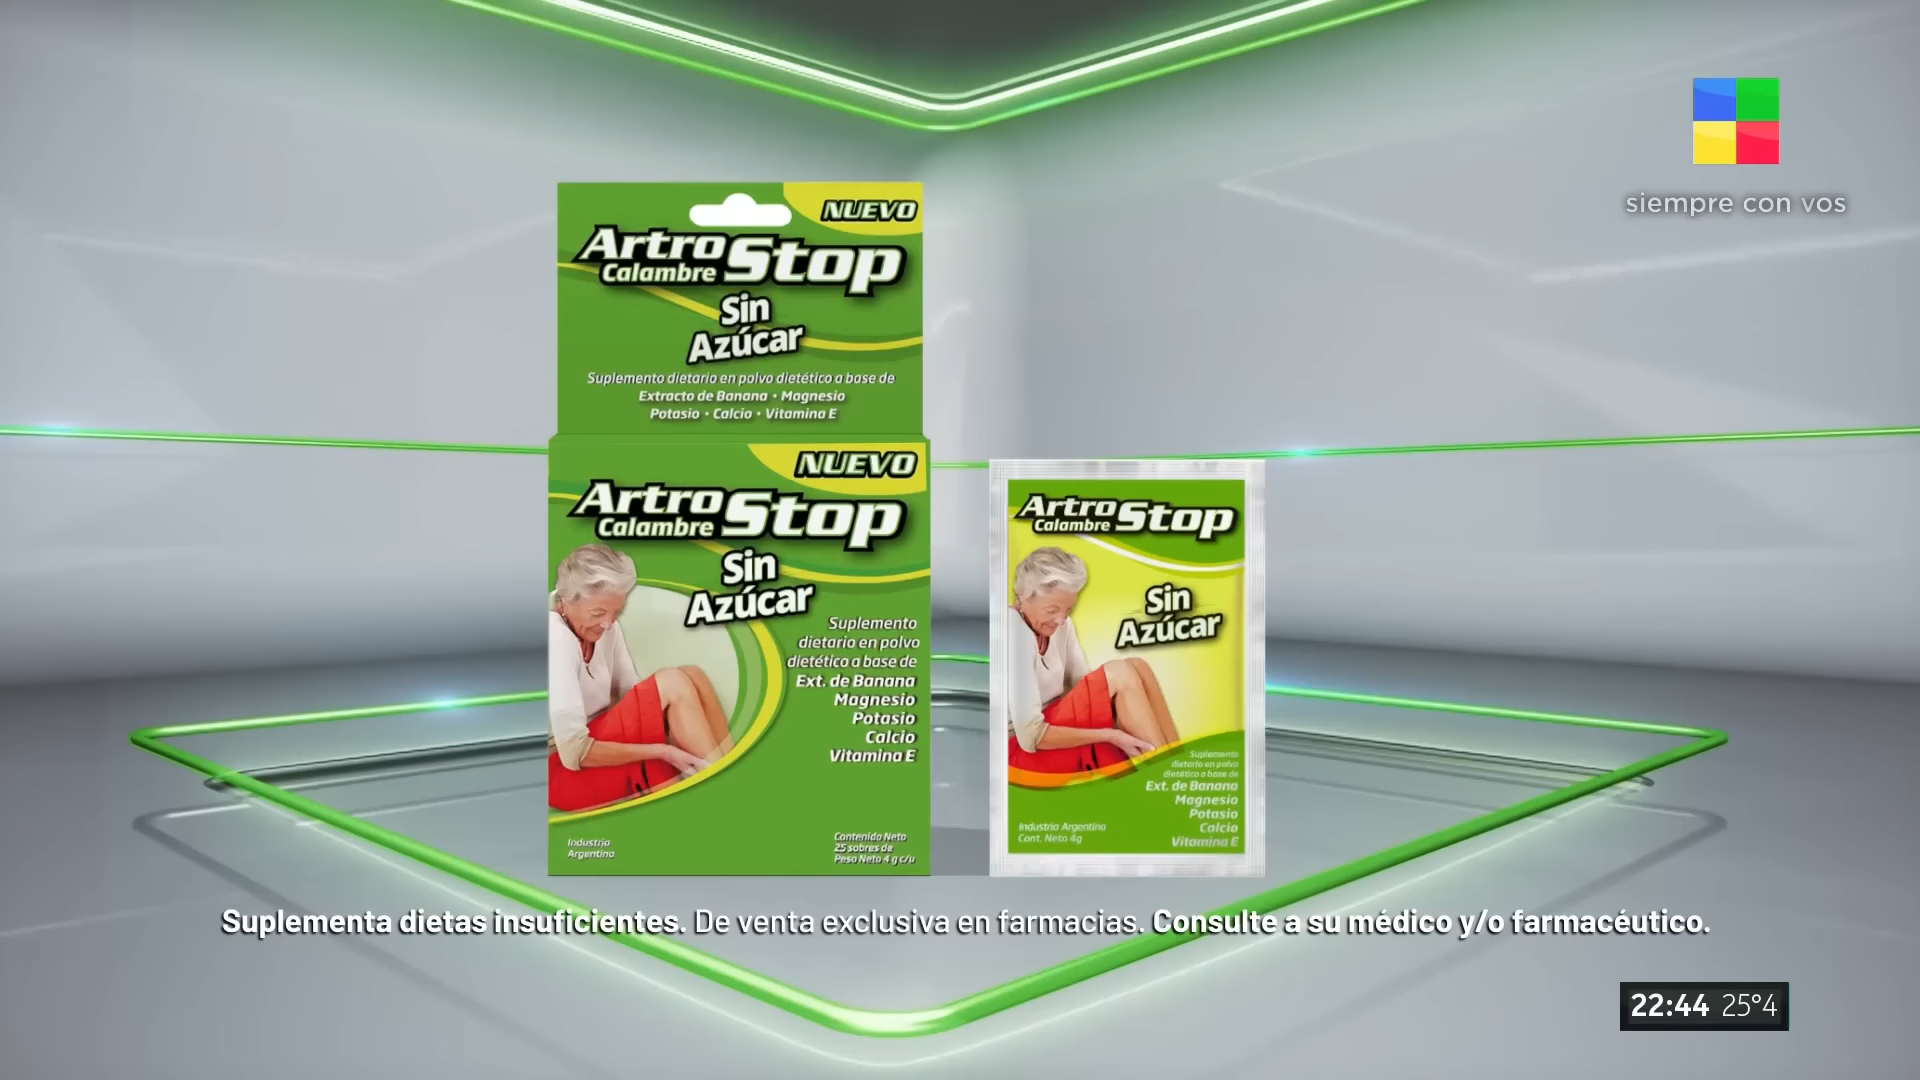 siempre con vos
NUEVO
Artro
Calambre Stop
Sin
Azúcar
Suplemento dietario en polvo dietético a base de
Extracto de Banana · Magnesio
Potasio · Calcio · Vitamina E
NUEVO
Artro
Calambre Stop
Sin
Azúcar
Suplemento
dietario en polvo
dietético a base de
Ext. de Banana
Magnesio
Potasio
Calcio
Vitamina E
Industria
Argentina
Contenido Neto
25 sobres de
Peso Neto 4 g c/u
Artro
Calambre Stop
Sin
Azúcar
Suplemento
dietario en polvo
dietético a base de
Ext. de Banana
Magnesio
Potasio
Calcio
Vitamina E
Industria Argentina
Cont. Neto 4g
Suplementa dietas insuficientes. De venta exclusiva en farmacias. Consulte a su médico y/o farmacéutico.
22:44 25°4